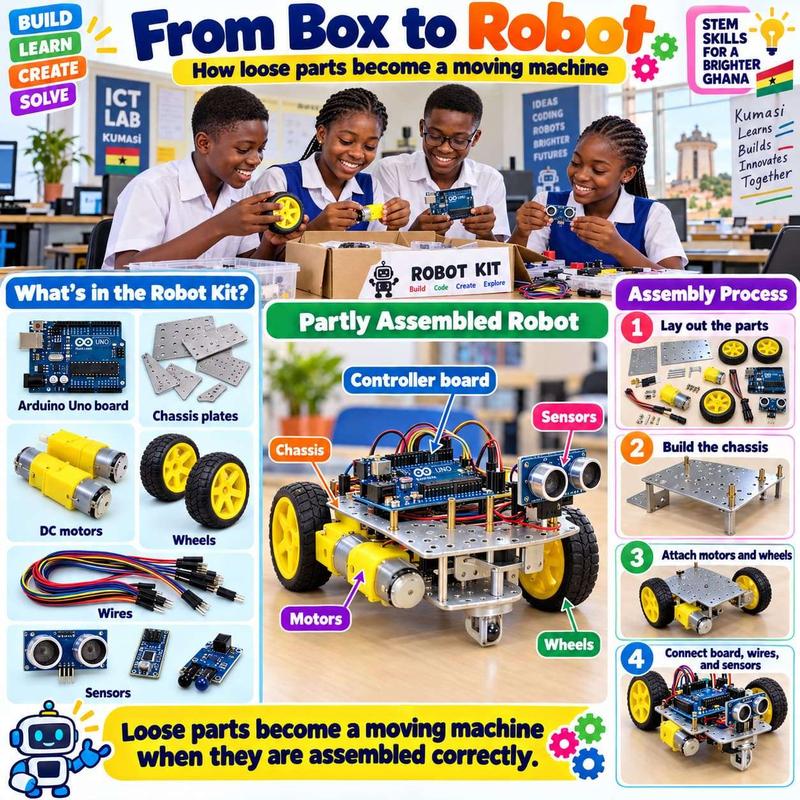 BUILD
LEARN
CREATE
SOLVE
From Box to Robot
How loose parts become a moving machine
STEM
SKILLS
FOR A
BRIGHTER
GHANA
ICT
LAB
KUMASI
IDEAS
CODING
ROBOTS
BRIGHTER
FUTURES
Kumasi
Learns
Builds
Innovates
Together
ROBOT KIT
Build Code Create Explore
What's in the Robot Kit?
UNO
Arduino Uno board
Chassis plates
DC motors
Wheels
Wires
Sensors
Partly Assembled Robot
Controller board
Sensors
Chassis
UNO
Motors
Wheels
Assembly Process
1 Lay out the parts
2 Build the chassis
3 Attach motors and wheels
4 Connect board, wires,
and sensors
Loose parts become a moving machine
when they are assembled correctly.